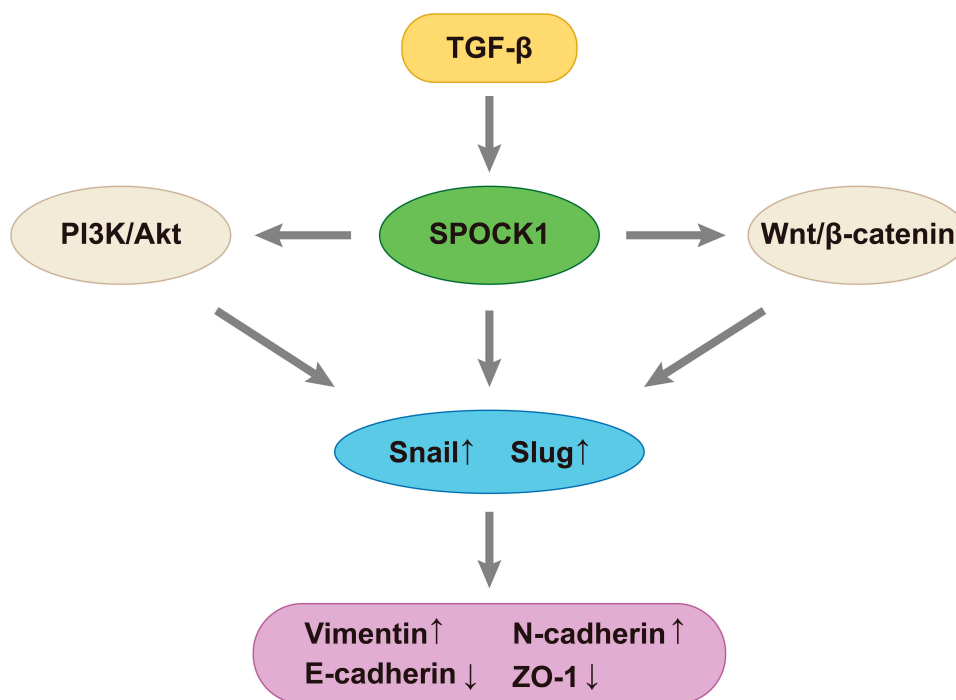 TGF-β
PI3K/Akt
SPOCK1
Wnt/β-catenin
Snail↑ Slug↑
Vimentin↑ N-cadherin↑
E-cadherin↓ ZO-1↓